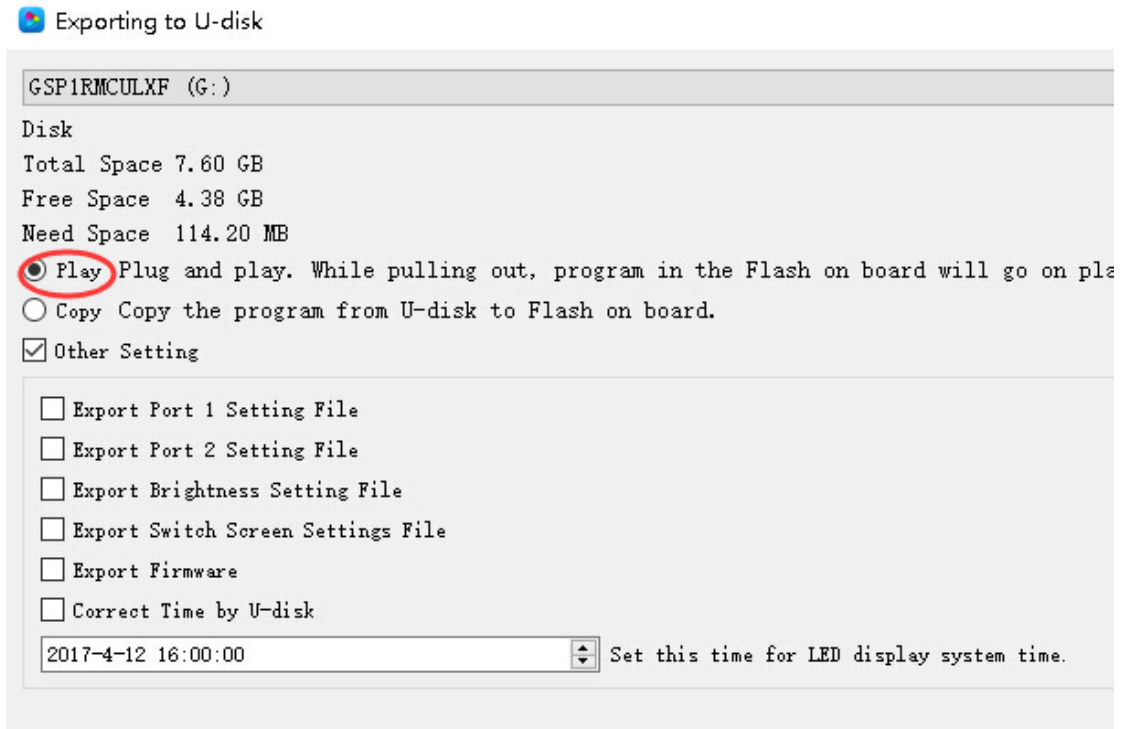 Exporting to U-disk
GSP1RMCULXF (G:)
Disk
Total Space 7.60 GB
Free Space 4.38 GB
Need Space 114.20 MB
Play Plug and play. While pulling out, program in the Flash on board will go on pla
Copy Copy the program from U-disk to Flash on board.
Other Setting
Export Port 1 Setting File
Export Port 2 Setting File
Export Brightness Setting File
Export Switch Screen Settings File
Export Firmware
Correct Time by U-disk
2017-4-12 16:00:00 Set this time for LED display system time.